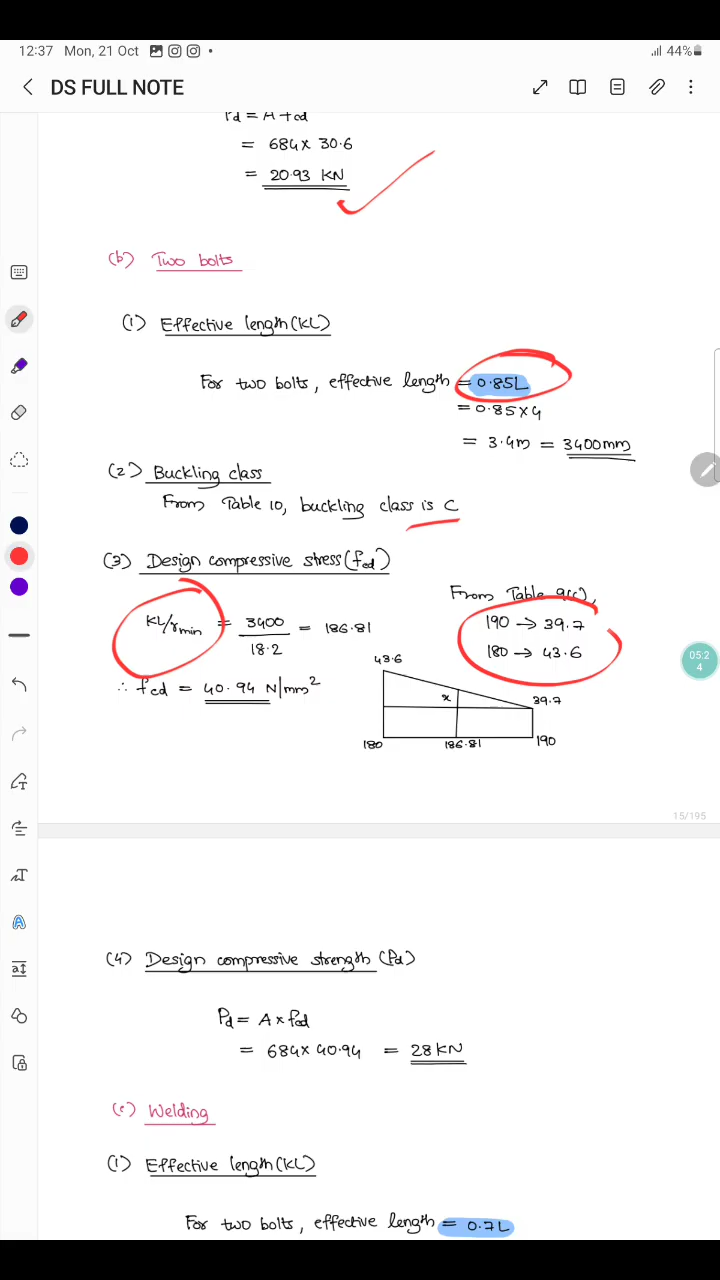 12:37 Mon, 21 Oct • 44%
DS FULL NOTE
Pd = A fcd
= 684 x 30.6
= 20.93 KN
(b) Two bolts
(1) Effective length(KL)
For two bolts, effective length = 0.85L
= 0.85 x 4
= 3.4m = 3400mm
(2) Buckling class
From Table 10, buckling class is C
(3) Design compressive stress(fcd)
From Table 9(c),
KL/rmin = 3400/18.2 = 186.81
190 → 39.7
180 → 43.6
∴ fcd = 40.94 N/mm²
43.6
x
39.7
180
186.81
190
05:2
4
15/195
(4) Design compressive strength (Pd)
Pd = A x fcd
= 684 x 40.94 = 28 KN
(c) Welding
(1) Effective length(KL)
For two bolts, effective length = 0.7L